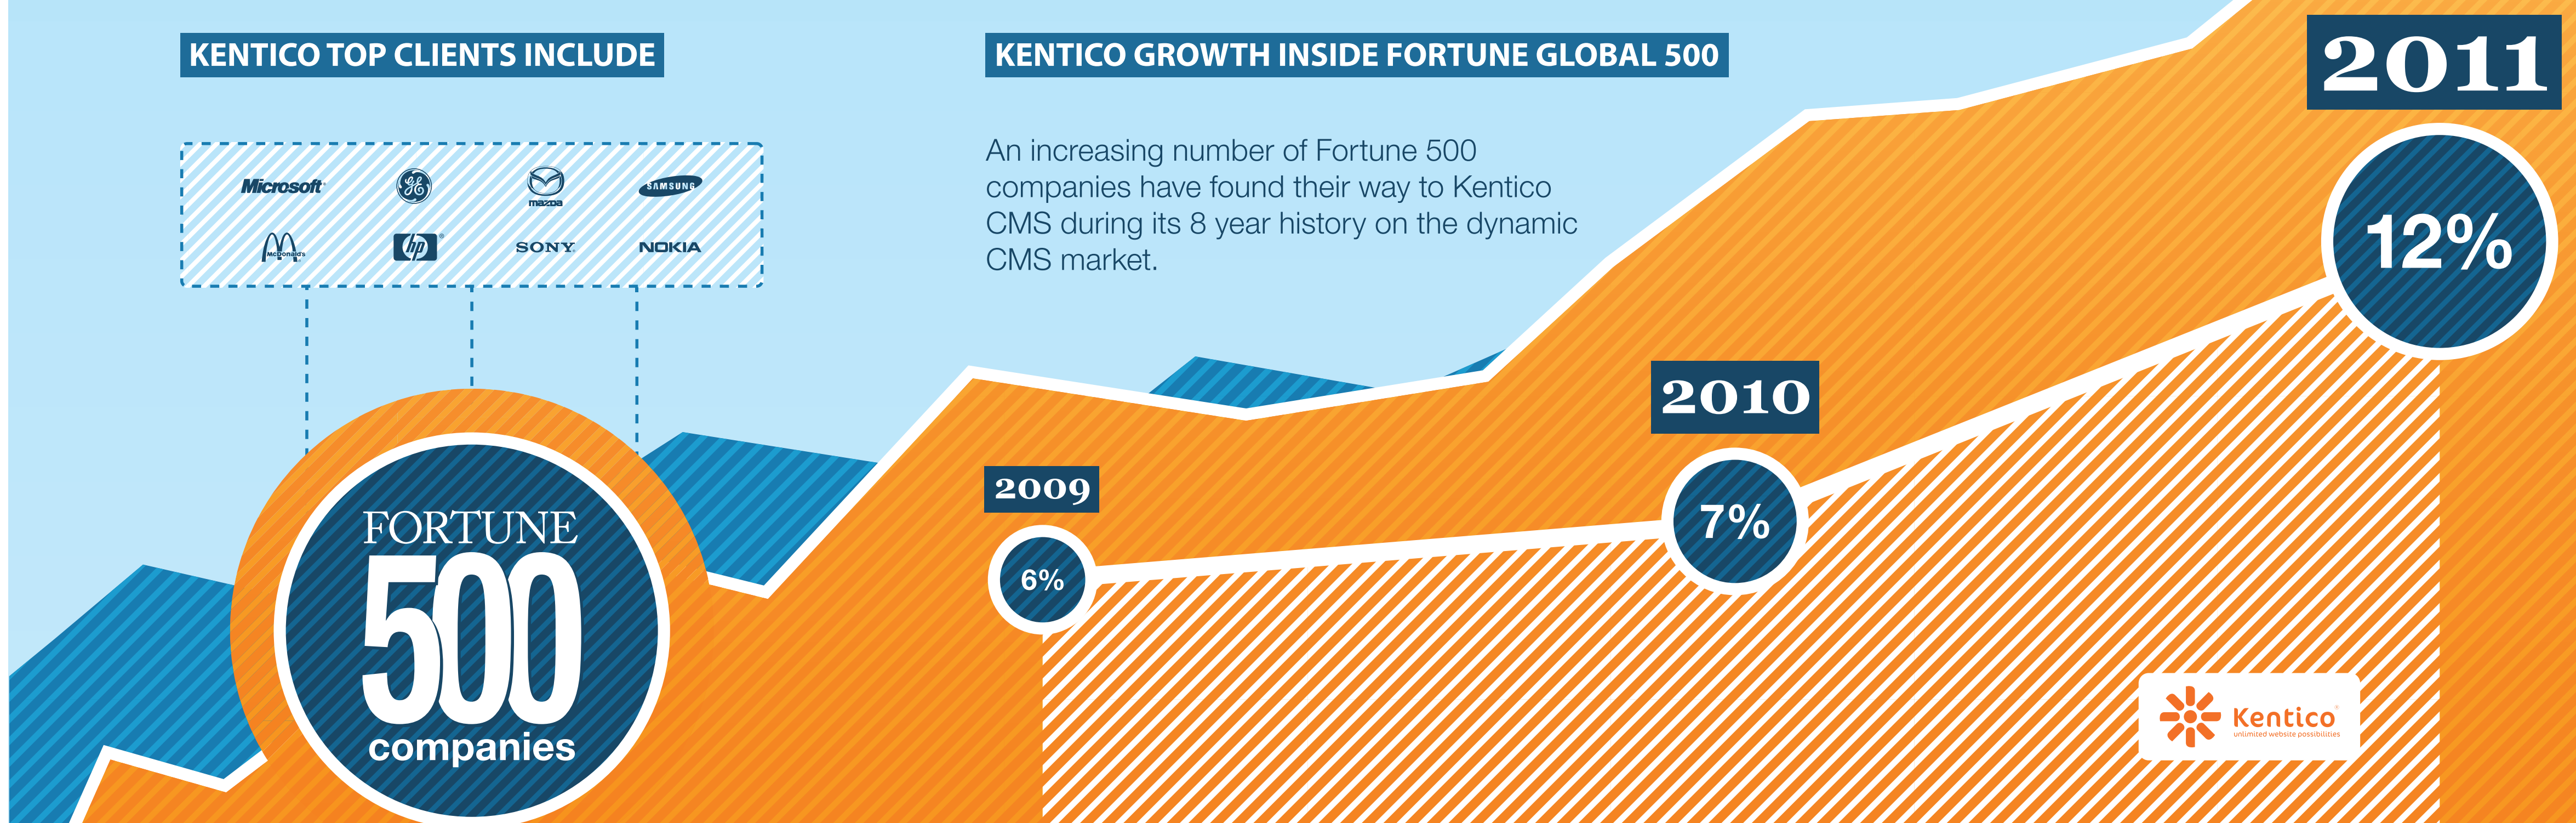 KENTICO TOP CLIENTS INCLUDE
Microsoft®
GE
mazda
SAMSUNG
McDonald's
hp®
SONY
NOKIA
FORTUNE
500
companies
KENTICO GROWTH INSIDE FORTUNE GLOBAL 500
An increasing number of Fortune 500
companies have found their way to Kentico
CMS during its 8 year history on the dynamic
CMS market.
2009
6%
2010
7%
2011
12%
Kentico®
unlimited website possibilities